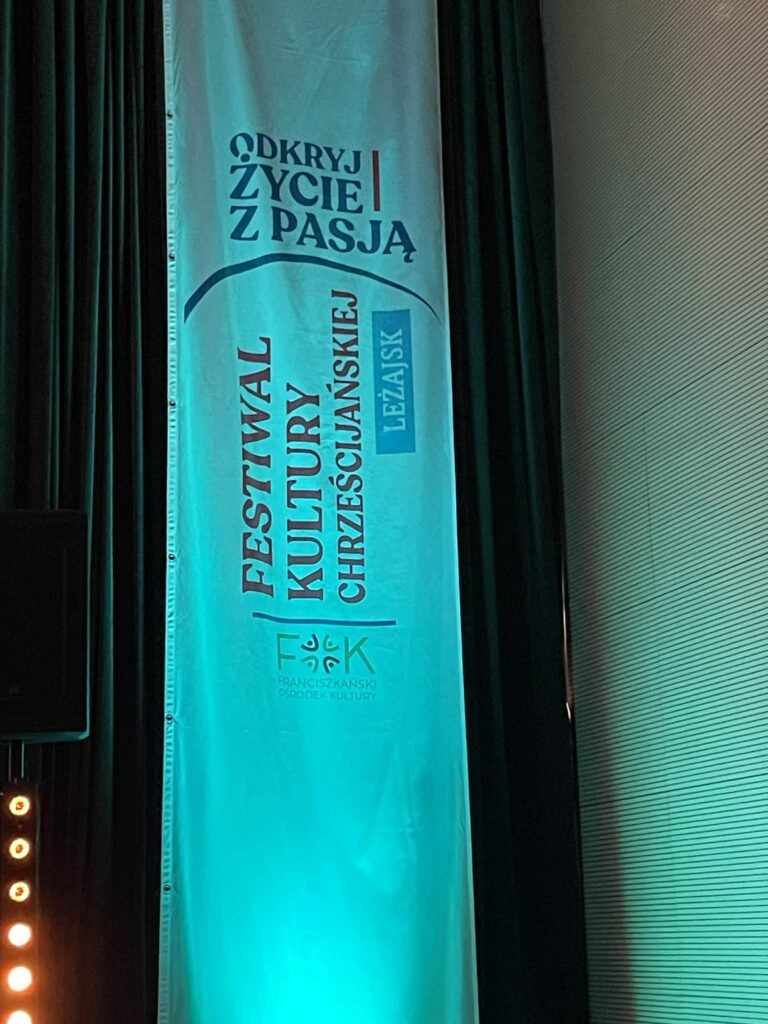 ODKRYJ
ŻYCIE
Z PASJĄ
FESTIWAL
KULTURY
CHRZEŚCIJAŃSKIEJ
LEŻAJSK
FOK
FRANCISZKAŃSKI
OŚRODEK KULTURY